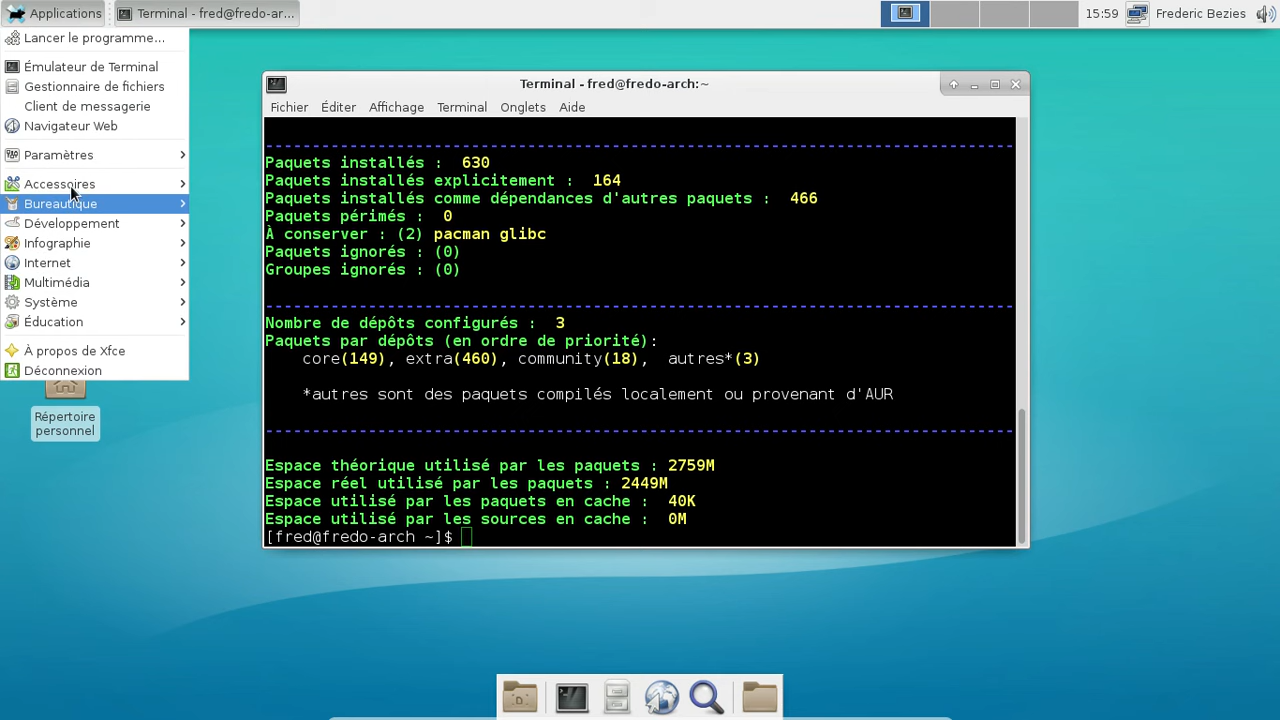 Applications
Terminal - fred@fredo-ar...
15:59
Frederic Bezies
Lancer le programme...
Émulateur de Terminal
Gestionnaire de fichiers
Client de messagerie
Navigateur Web
Paramètres
Accessoires
Bureautique
Développement
Infographie
Internet
Multimédia
Système
Éducation
À propos de Xfce
Déconnexion
Répertoire
personnel
Terminal - fred@fredo-arch:~
Fichier Éditer Affichage Terminal Onglets Aide
--------------------------------------------------------------------------------
Paquets installés :  630
Paquets installés explicitement :  164
Paquets installés comme dépendances d'autres paquets :  466
Paquets périmés :  0
À conserver : (2) pacman glibc
Paquets ignorés : (0)
Groupes ignorés : (0)
--------------------------------------------------------------------------------
Nombre de dépôts configurés :  3
Paquets par dépôts (en ordre de priorité):
core(149), extra(460), community(18),  autres*(3)
*autres sont des paquets compilés localement ou provenant d'AUR
--------------------------------------------------------------------------------
Espace théorique utilisé par les paquets : 2759M
Espace réel utilisé par les paquets : 2449M
Espace utilisé par les paquets en cache :  40K
Espace utilisé par les sources en cache :  0M
[fred@fredo-arch ~]$